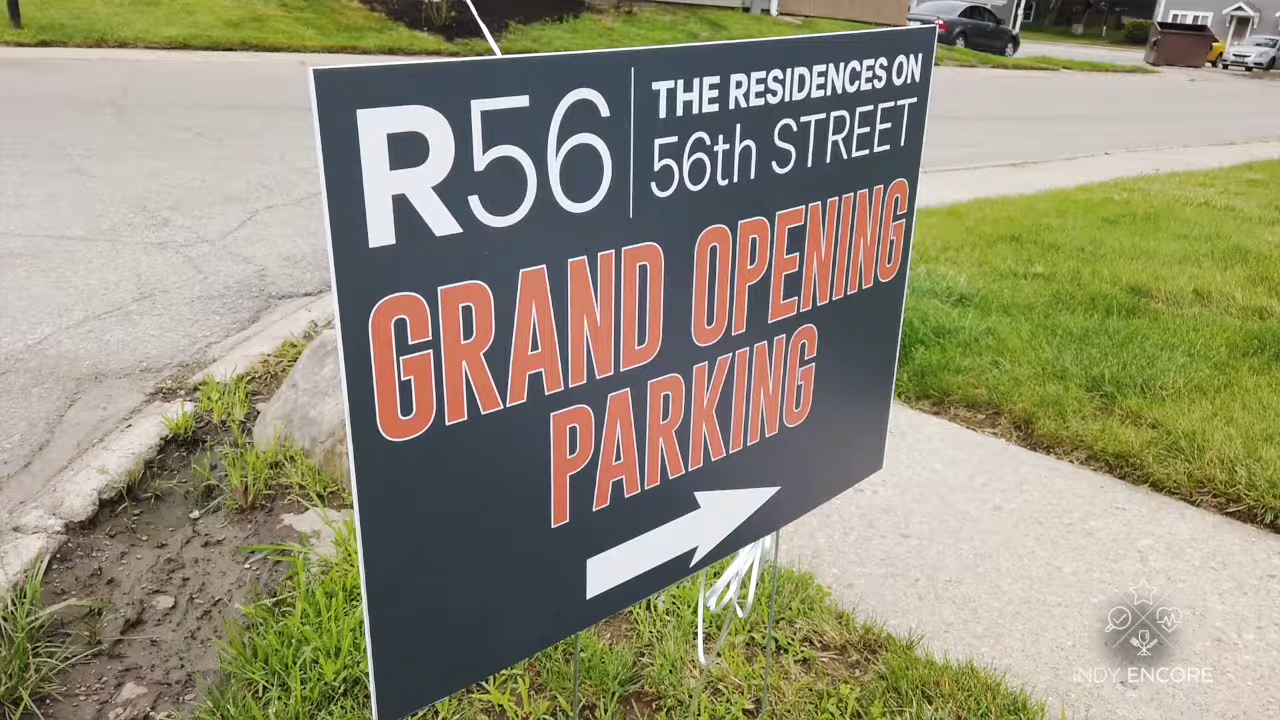 R56
THE RESIDENCES ON
56th STREET
GRAND OPENING
PARKING
INDY ENCORE